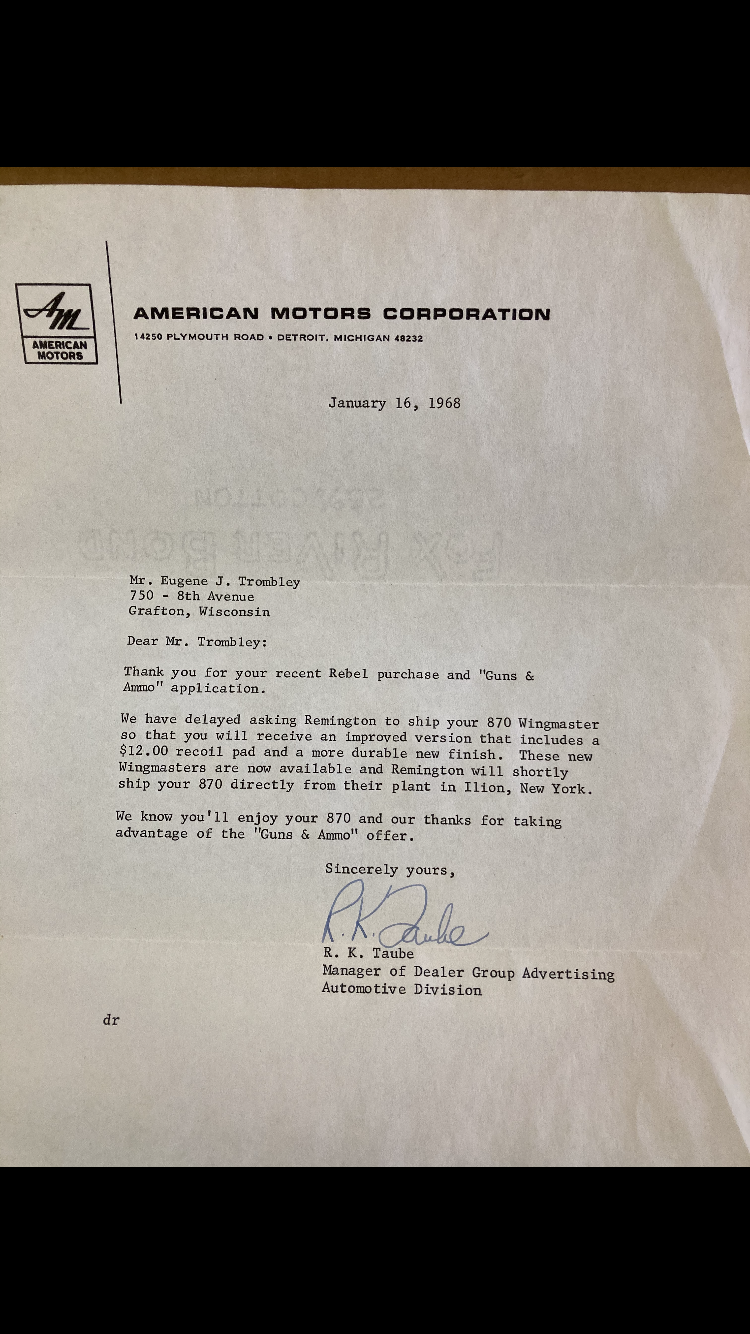 AM
AMERICAN
MOTORS
AMERICAN MOTORS CORPORATION
14250 PLYMOUTH ROAD • DETROIT, MICHIGAN 48232
January 16, 1968
COTTON
FOX RIVER BOND
Mr. Eugene J. Trombley
750 - 8th Avenue
Grafton, Wisconsin
Dear Mr. Trombley:
Thank you for your recent Rebel purchase and "Guns &
Ammo" application.
We have delayed asking Remington to ship your 870 Wingmaster
so that you will receive an improved version that includes a
$12.00 recoil pad and a more durable new finish. These new
Wingmasters are now available and Remington will shortly
ship your 870 directly from their plant in Ilion, New York.
We know you'll enjoy your 870 and our thanks for taking
advantage of the "Guns & Ammo" offer.
Sincerely yours,
R. K. Taube
R. K. Taube
Manager of Dealer Group Advertising
Automotive Division
dr